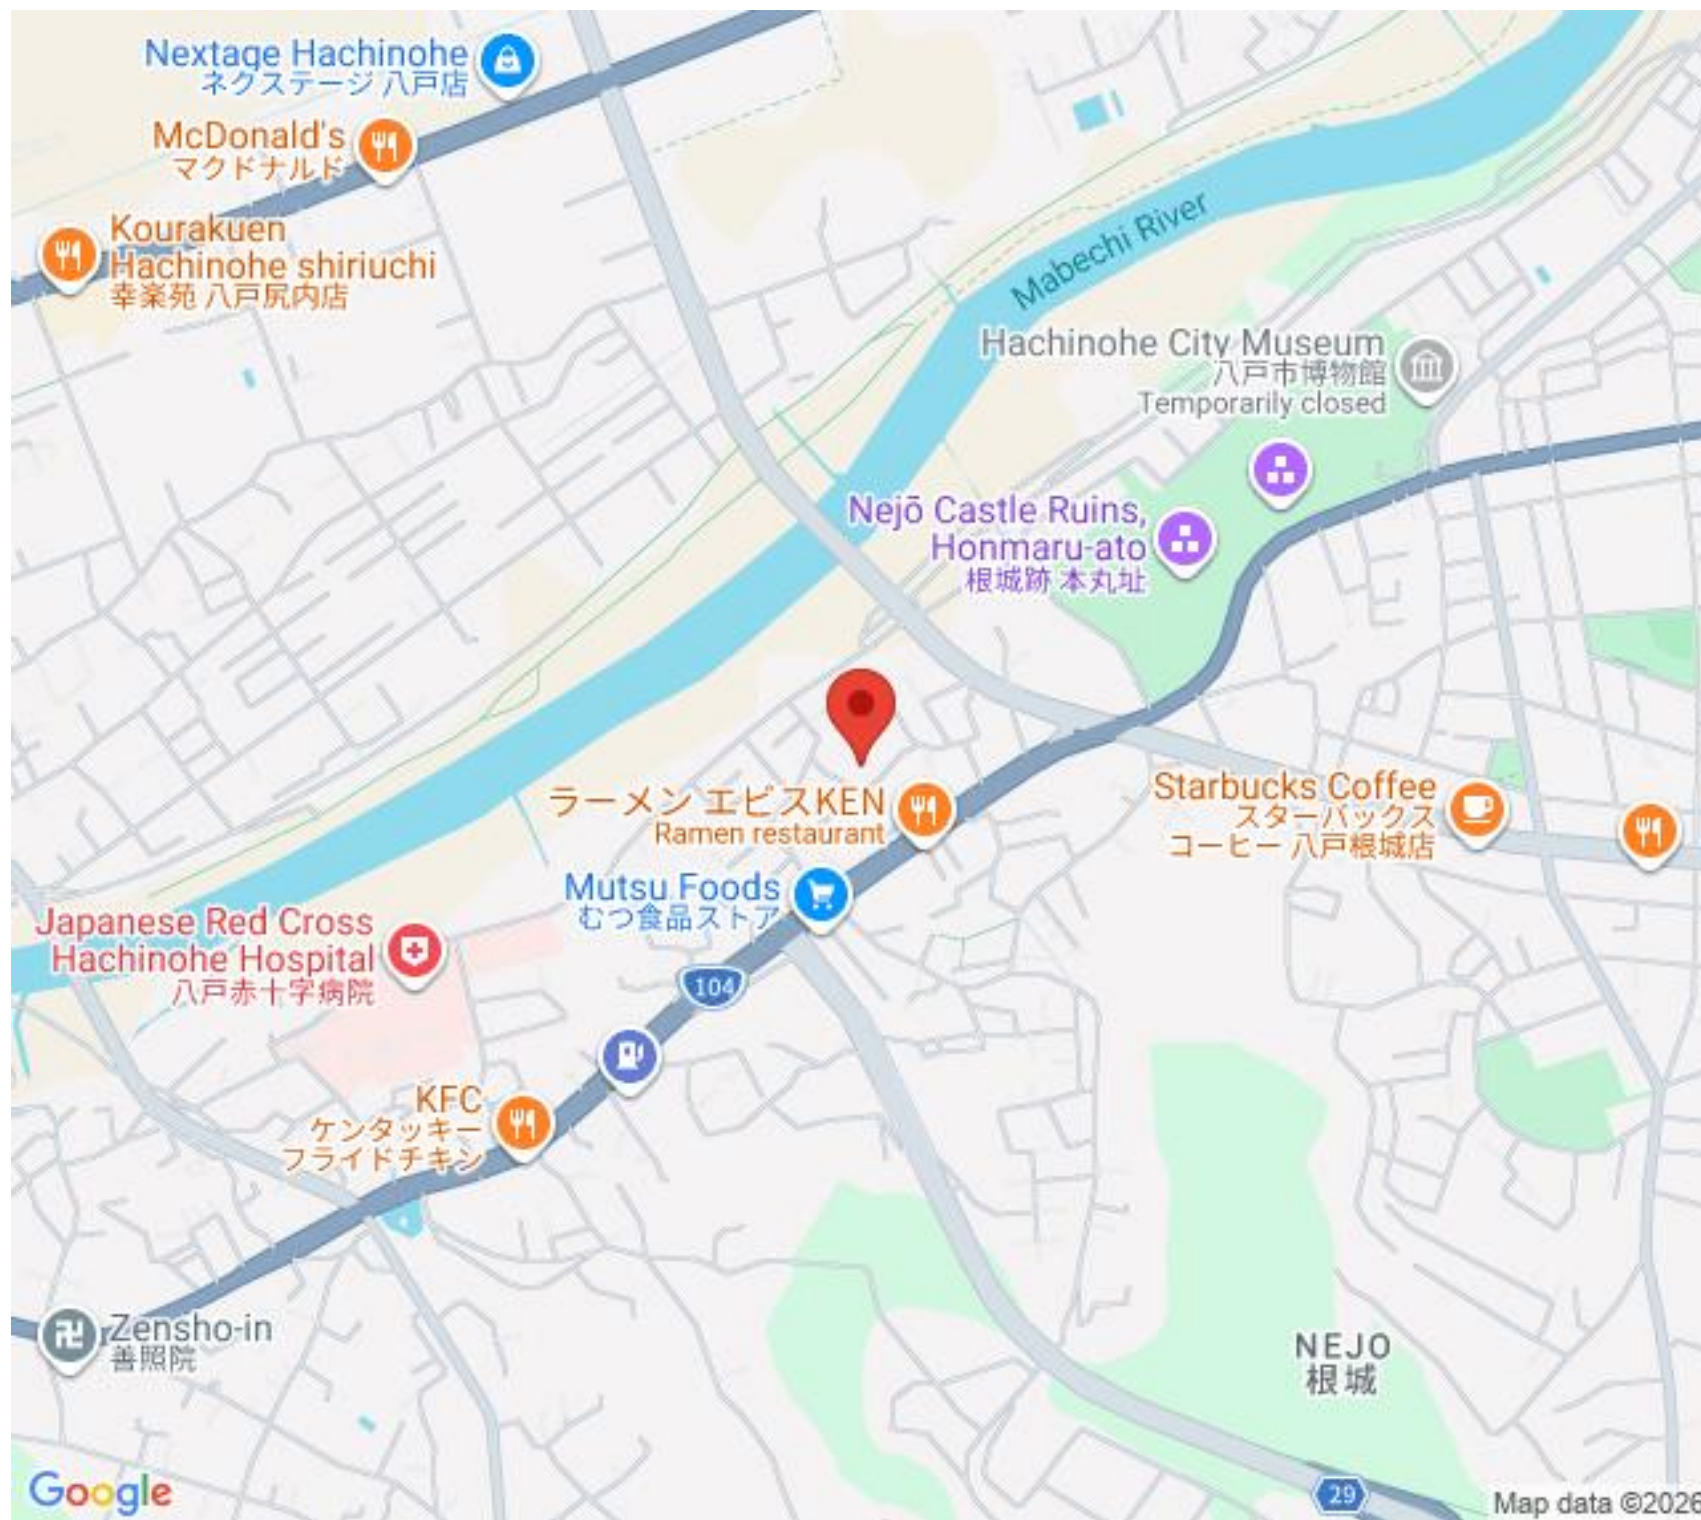 Nextage Hachinohe
ネクステージ 八戸店
McDonald's
マクドナルド
Kourakuen
Hachinohe shiriuchi
幸楽苑 八戸尻内店
Mabechi River
Hachinohe City Museum
八戸市博物館
Temporarily closed
Nejō Castle Ruins,
Honmaru-ato
根城跡 本丸址
ラーメン エビスKEN
Ramen restaurant
Starbucks Coffee
スターバックス
コーヒー 八戸根城店
Mutsu Foods
むつ食品ストア
Japanese Red Cross
Hachinohe Hospital
八戸赤十字病院
104
KFC
ケンタッキー
フライドチキン
Zensho-in
善照院
NEJO
根城
29
Google
Map data ©2026